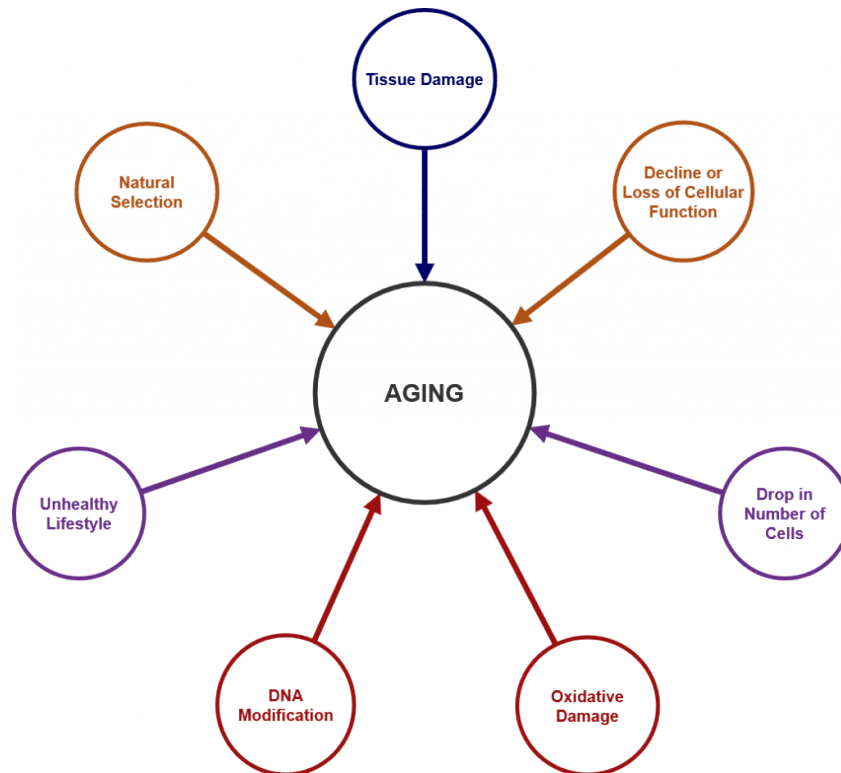 Tissue Damage
Natural
Selection
Decline or
Loss of Cellular
Function
AGING
Unhealthy
Lifestyle
Drop in
Number of
Cells
DNA
Modification
Oxidative
Damage